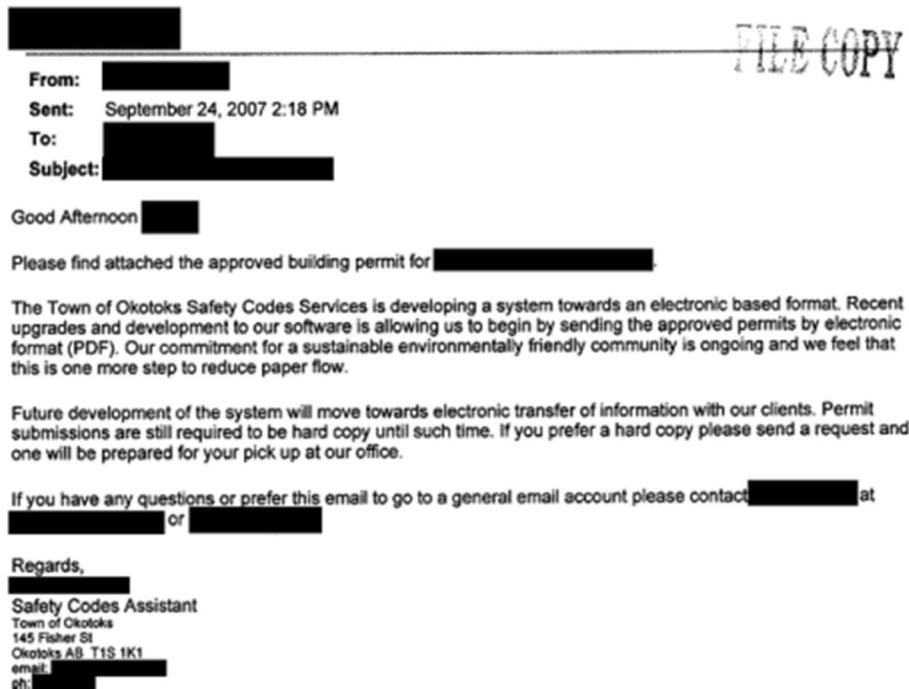 FILE COPY
From:
Sent: September 24, 2007 2:18 PM
To:
Subject:
Good Afternoon
Please find attached the approved building permit for .
The Town of Okotoks Safety Codes Services is developing a system towards an electronic based format. Recent
upgrades and development to our software is allowing us to begin by sending the approved permits by electronic
format (PDF). Our commitment for a sustainable environmentally friendly community is ongoing and we feel that
this is one more step to reduce paper flow.
Future development of the system will move towards electronic transfer of information with our clients. Permit
submissions are still required to be hard copy until such time. If you prefer a hard copy please send a request and
one will be prepared for your pick up at our office.
If you have any questions or prefer this email to go to a general email account please contact at
or
Regards,
Safety Codes Assistant
Town of Okotoks
145 Fisher St
Okotoks AB T1S 1K1
email:
ph: